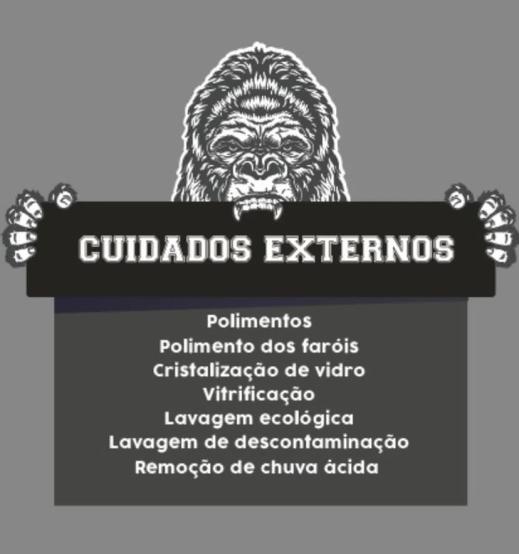 CUIDADOS EXTERNOS
Polimentos
Polimento dos faróis
Cristalização de vidro
Vitrificação
Lavagem ecológica
Lavagem de descontaminação
Remoção de chuva ácida